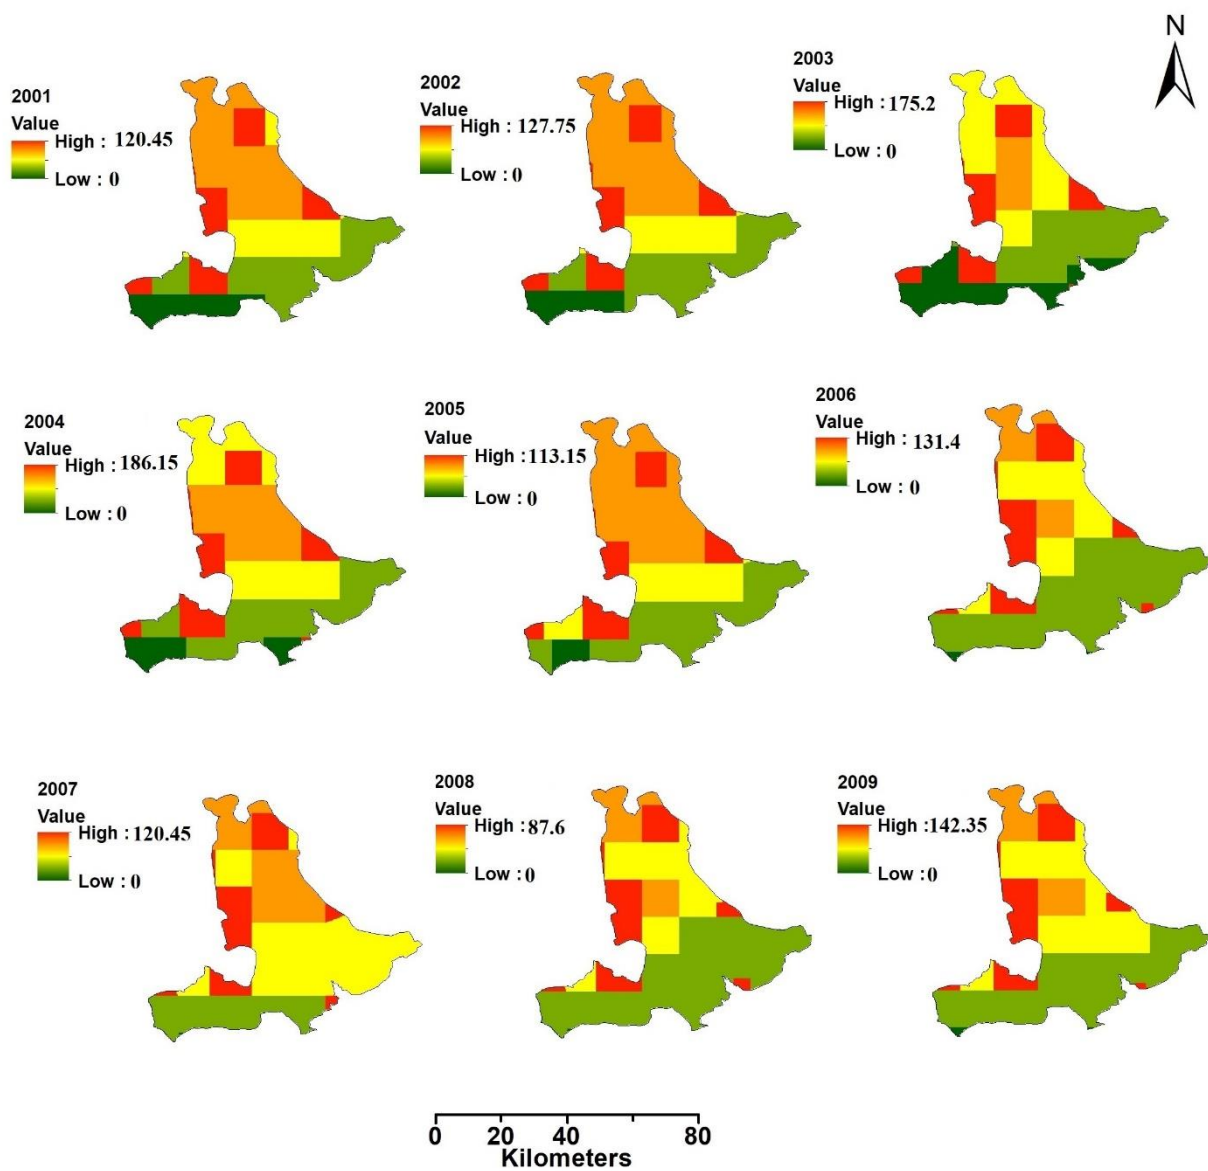 N
2001
Value
High : 120.45
Low : 0
2002
Value
High : 127.75
Low : 0
2003
Value
High : 175.2
Low : 0
2004
Value
High : 186.15
Low : 0
2005
Value
High : 113.15
Low : 0
2006
Value
High : 131.4
Low : 0
2007
Value
High : 120.45
Low : 0
2008
Value
High : 87.6
Low : 0
2009
Value
High : 142.35
Low : 0
0 20 40 80
Kilometers